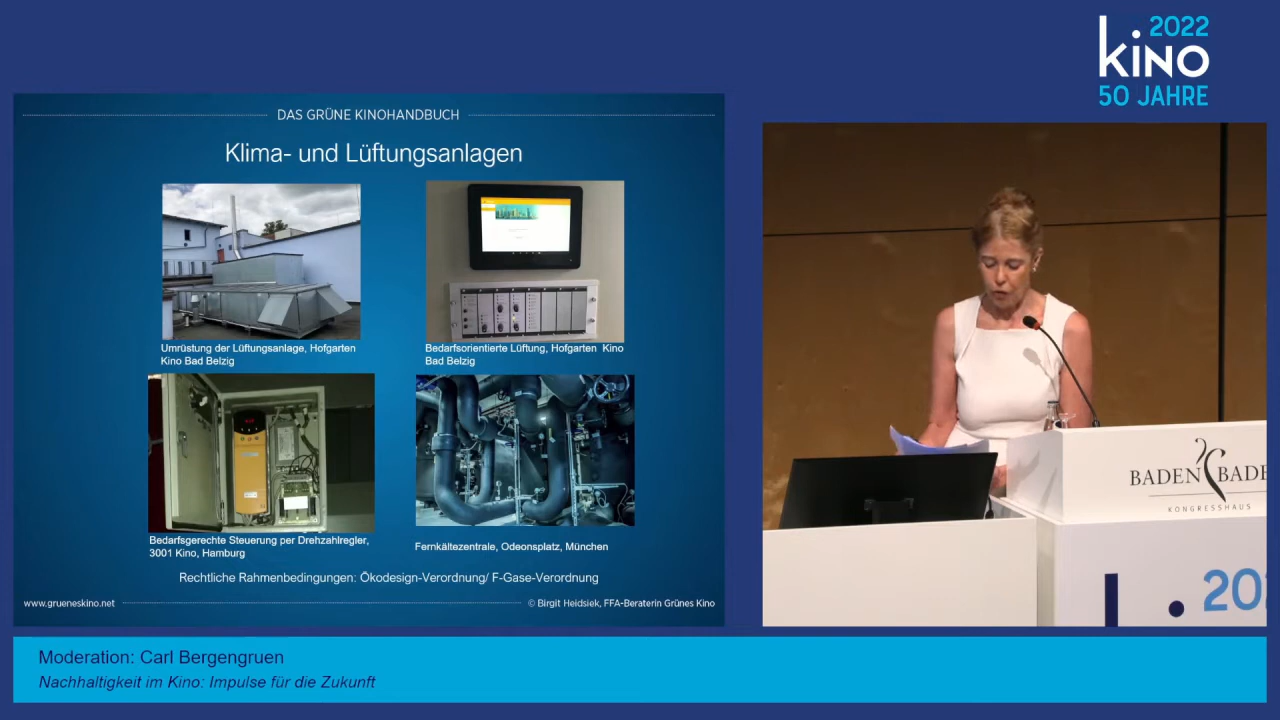 2022
kino
50 JAHRE
DAS GRÜNE KINOHANDBUCH
Klima- und Lüftungsanlagen
Umrüstung der Lüftungsanlage, Hofgarten
Kino Bad Belzig
Bedarfsorientierte Lüftung, Hofgarten Kino
Bad Belzig
Bedarfsgerechte Steuerung per Drehzahlregler,
3001 Kino, Hamburg
Fernkältezentrale, Odeonsplatz, München
Rechtliche Rahmenbedingungen: Ökodesign-Verordnung/ F-Gase-Verordnung
www.grueneskino.net
© Birgit Heidsiek, FFA-Beraterin Grünes Kino
BADEN BADE
KONGRESSHAUS
20
Moderation: Carl Bergengruen
Nachhaltigkeit im Kino: Impulse für die Zukunft